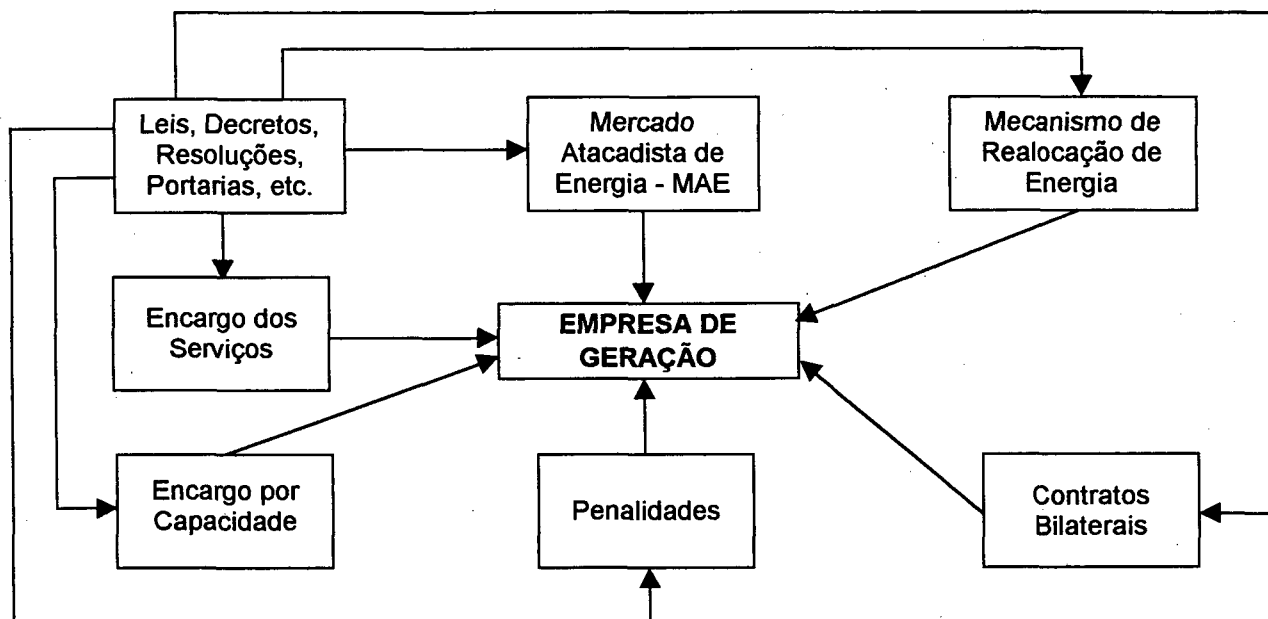 Leis, Decretos,
Resoluções,
Portarias, etc.
Mercado
Atacadista de
Energia - MAE
Mecanismo de
Realocação de
Energia
Encargo dos
Serviços
EMPRESA DE
GERAÇÃO
Encargo por
Capacidade
Penalidades
Contratos
Bilaterais